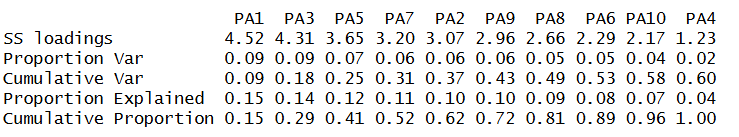 PA1 PA3 PA5 PA7 PA2 PA9 PA8 PA6 PA10 PA4
SS loadings 4.52 4.31 3.65 3.20 3.07 2.96 2.66 2.29 2.17 1.23
Proportion Var 0.09 0.09 0.07 0.06 0.06 0.06 0.05 0.05 0.04 0.02
Cumulative Var 0.09 0.18 0.25 0.31 0.37 0.43 0.49 0.53 0.58 0.60
Proportion Explained 0.15 0.14 0.12 0.11 0.10 0.10 0.09 0.08 0.07 0.04
Cumulative Proportion 0.15 0.29 0.41 0.52 0.62 0.72 0.81 0.89 0.96 1.00